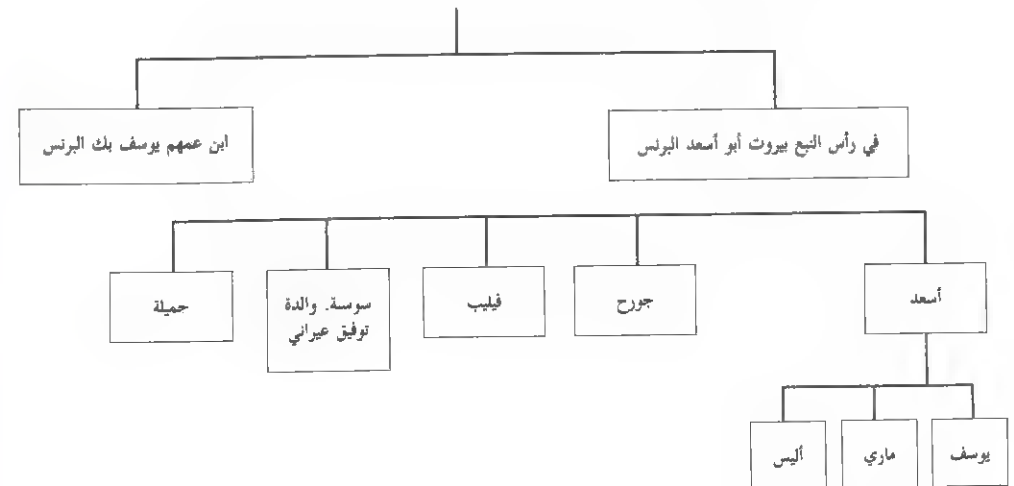 في رأس النبع بيروت أبو أسعد البرنس
ابن عمهم يوسف بك البرنس
أسعد
جورح
فيليب
سوسة. والدة
توفيق عيراني
جميلة
يوسف
ماري
أليس